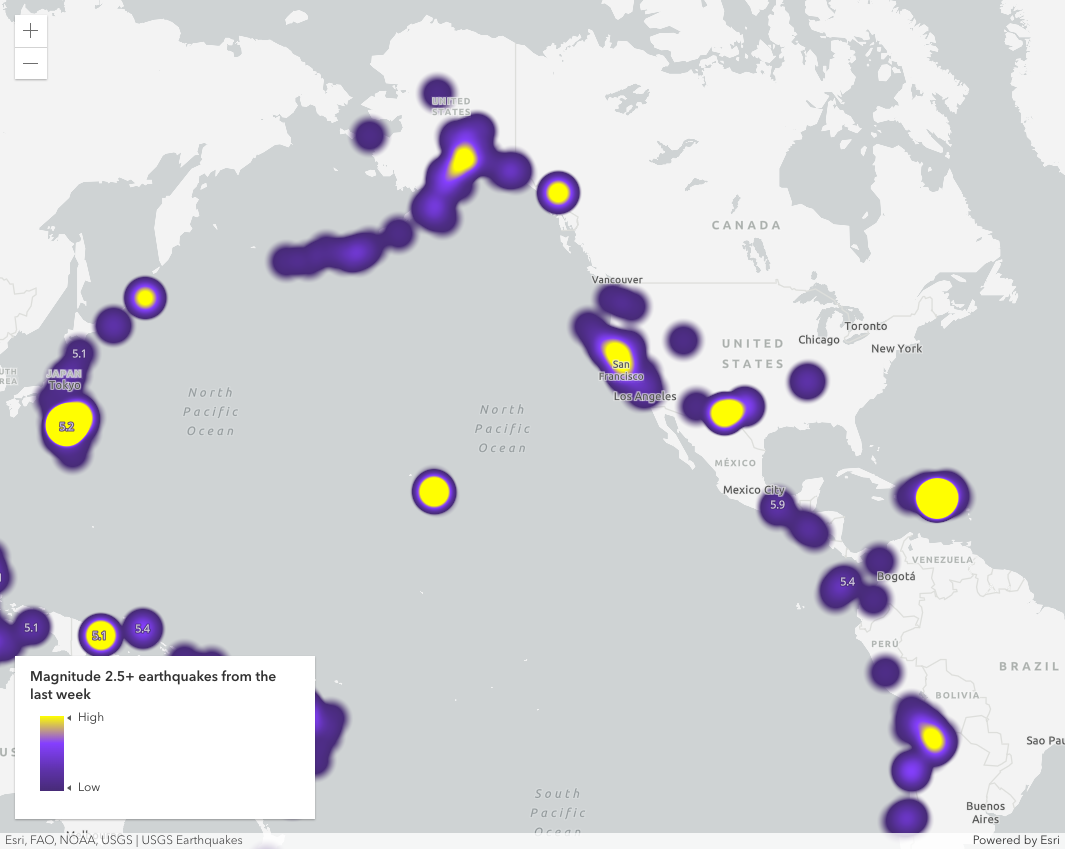 +
−
UNITED
STATES
CANADA
Vancouver
Toronto
Chicago
New York
UNITED
STATES
San
Francisco
Los Angeles
5.1
JAPAN
Tokyo
5.2
North
Pacific
Ocean
North
Pacific
Ocean
MÉXICO
Mexico City
5.9
VENEZUELA
Bogotá
5.4
5.1
5.1
5.4
PERÚ
BRAZIL
BOLIVIA
Sao Pau
Magnitude 2.5+ earthquakes from the
last week
High
Low
South
Pacific
Ocean
Buenos
Aires
Esri, FAO, NOAA, USGS | USGS Earthquakes
Powered by Esri